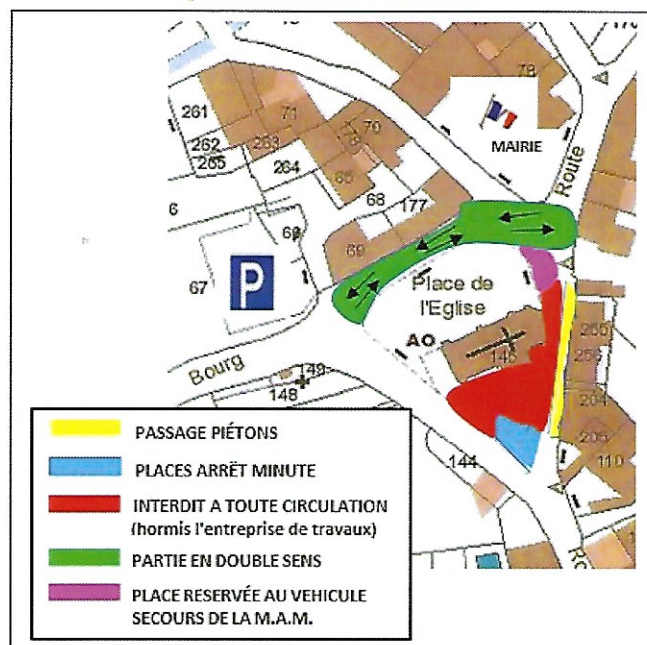 78
261
71
262
263
70
265
264
MAIRIE
Route
68
177
6
69
67
P
Place de
l'Eglise
AO
Bourg
149
148
144
204
110
PASSAGE PIÉTONS
PLACES ARRÊT MINUTE
INTERDIT A TOUTE CIRCULATION
(hormis l'entreprise de travaux)
PARTIE EN DOUBLE SENS
PLACE RESERVÉE AU VEHICULE
SECOURS DE LA M.A.M.